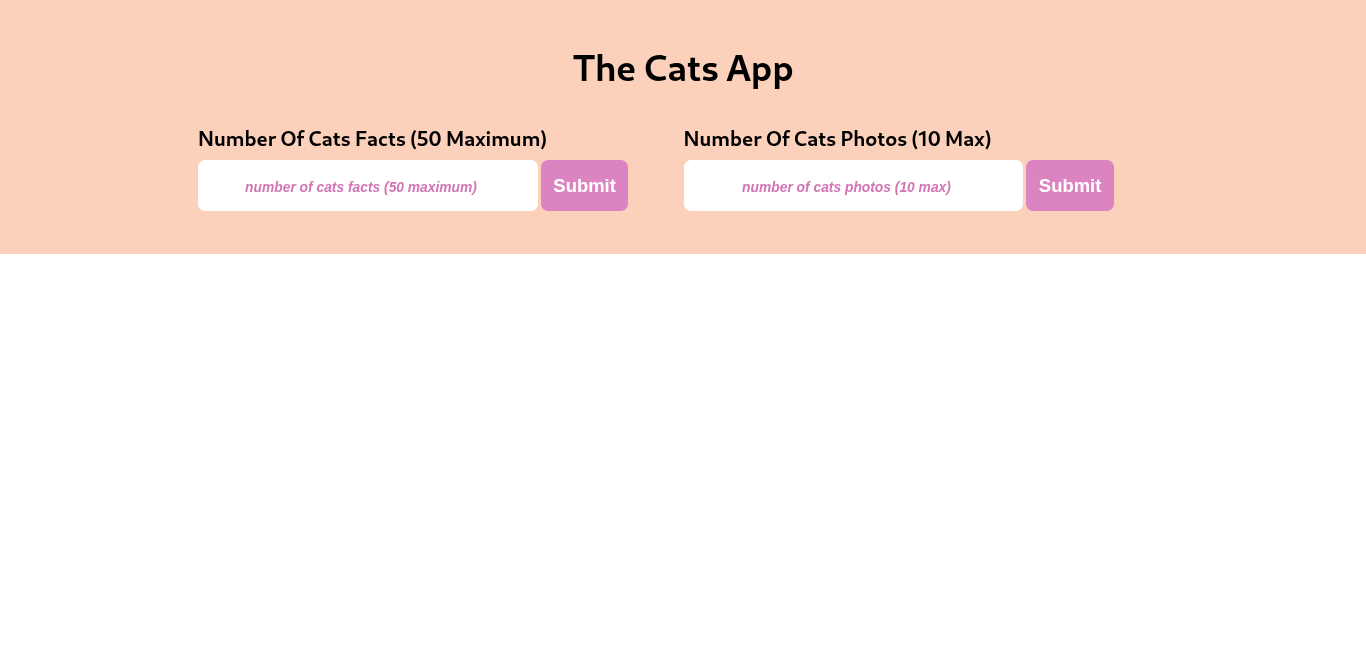 The Cats App
Number Of Cats Facts (50 Maximum)
number of cats facts (50 maximum)
Submit
Number Of Cats Photos (10 Max)
number of cats photos (10 max)
Submit